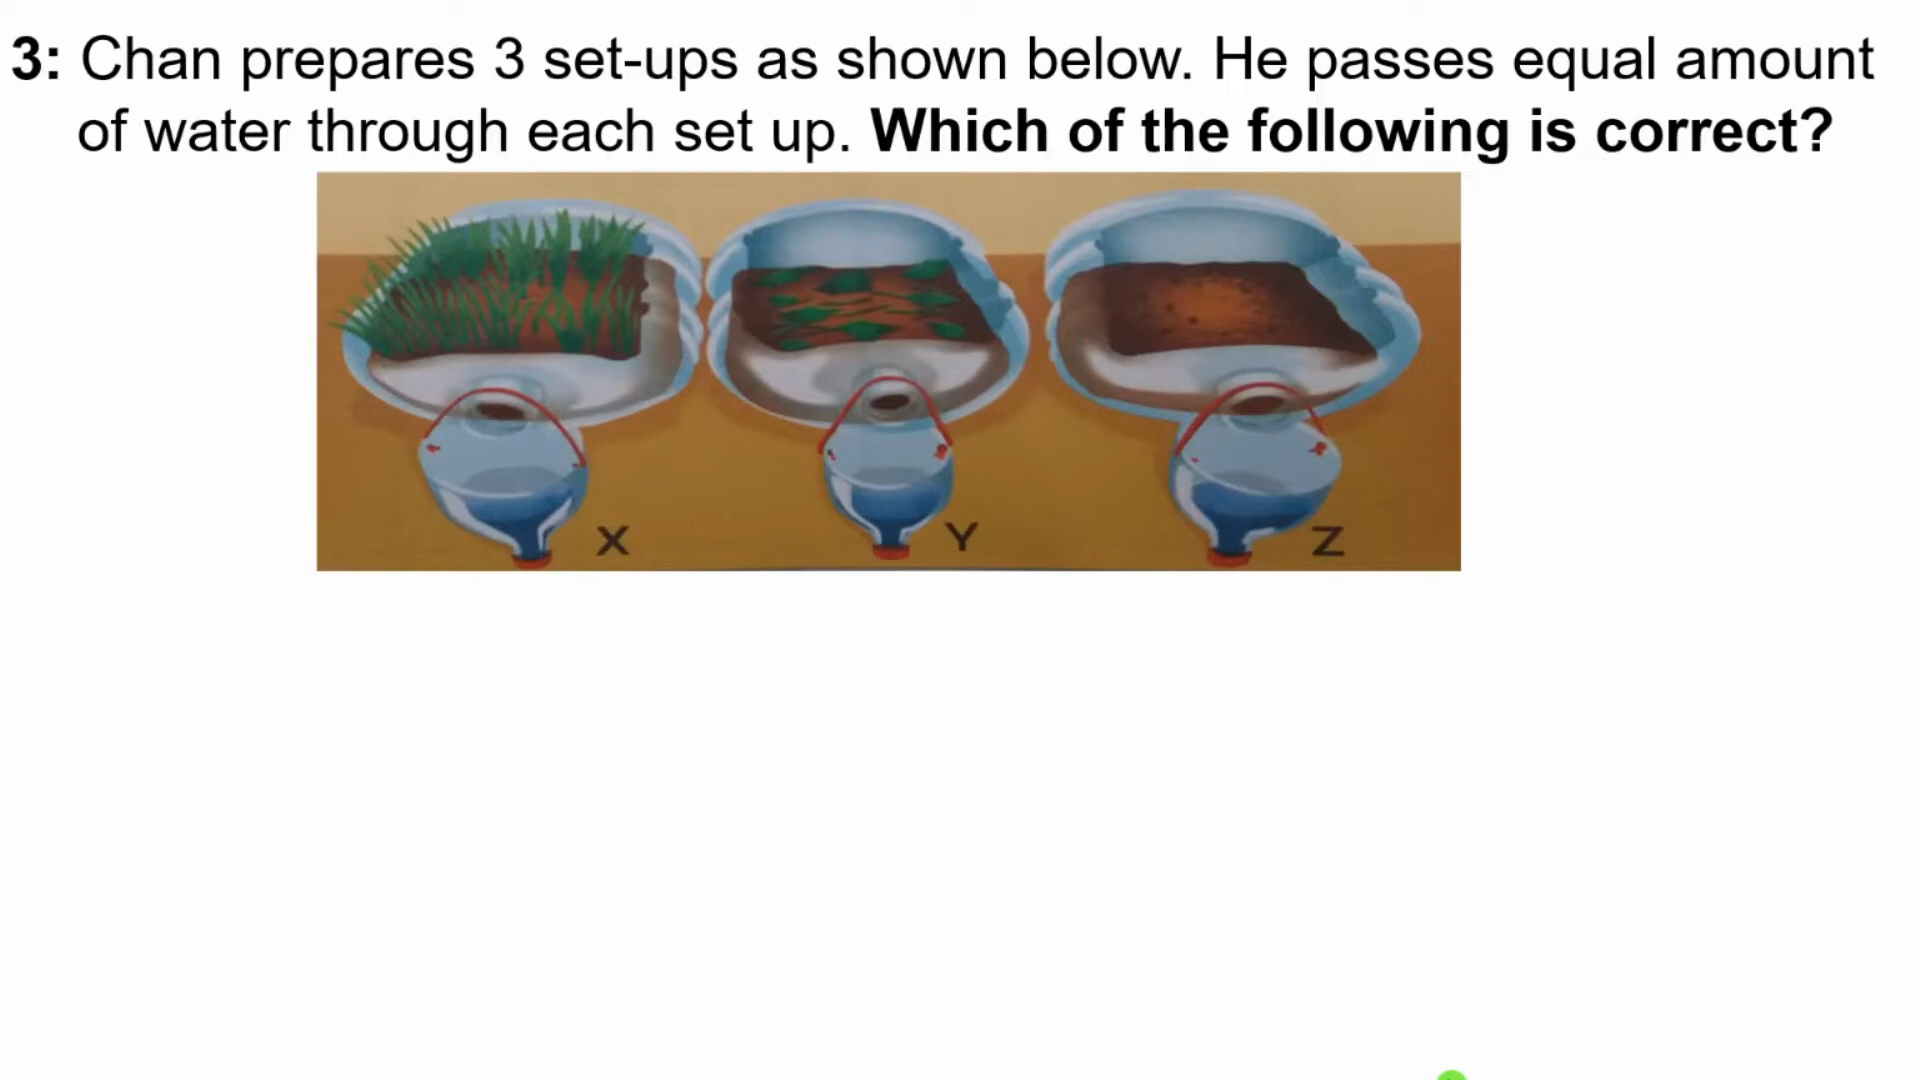 3: Chan prepares 3 set-ups as shown below. He passes equal amount
of water through each set up. Which of the following is correct?
X Y Z